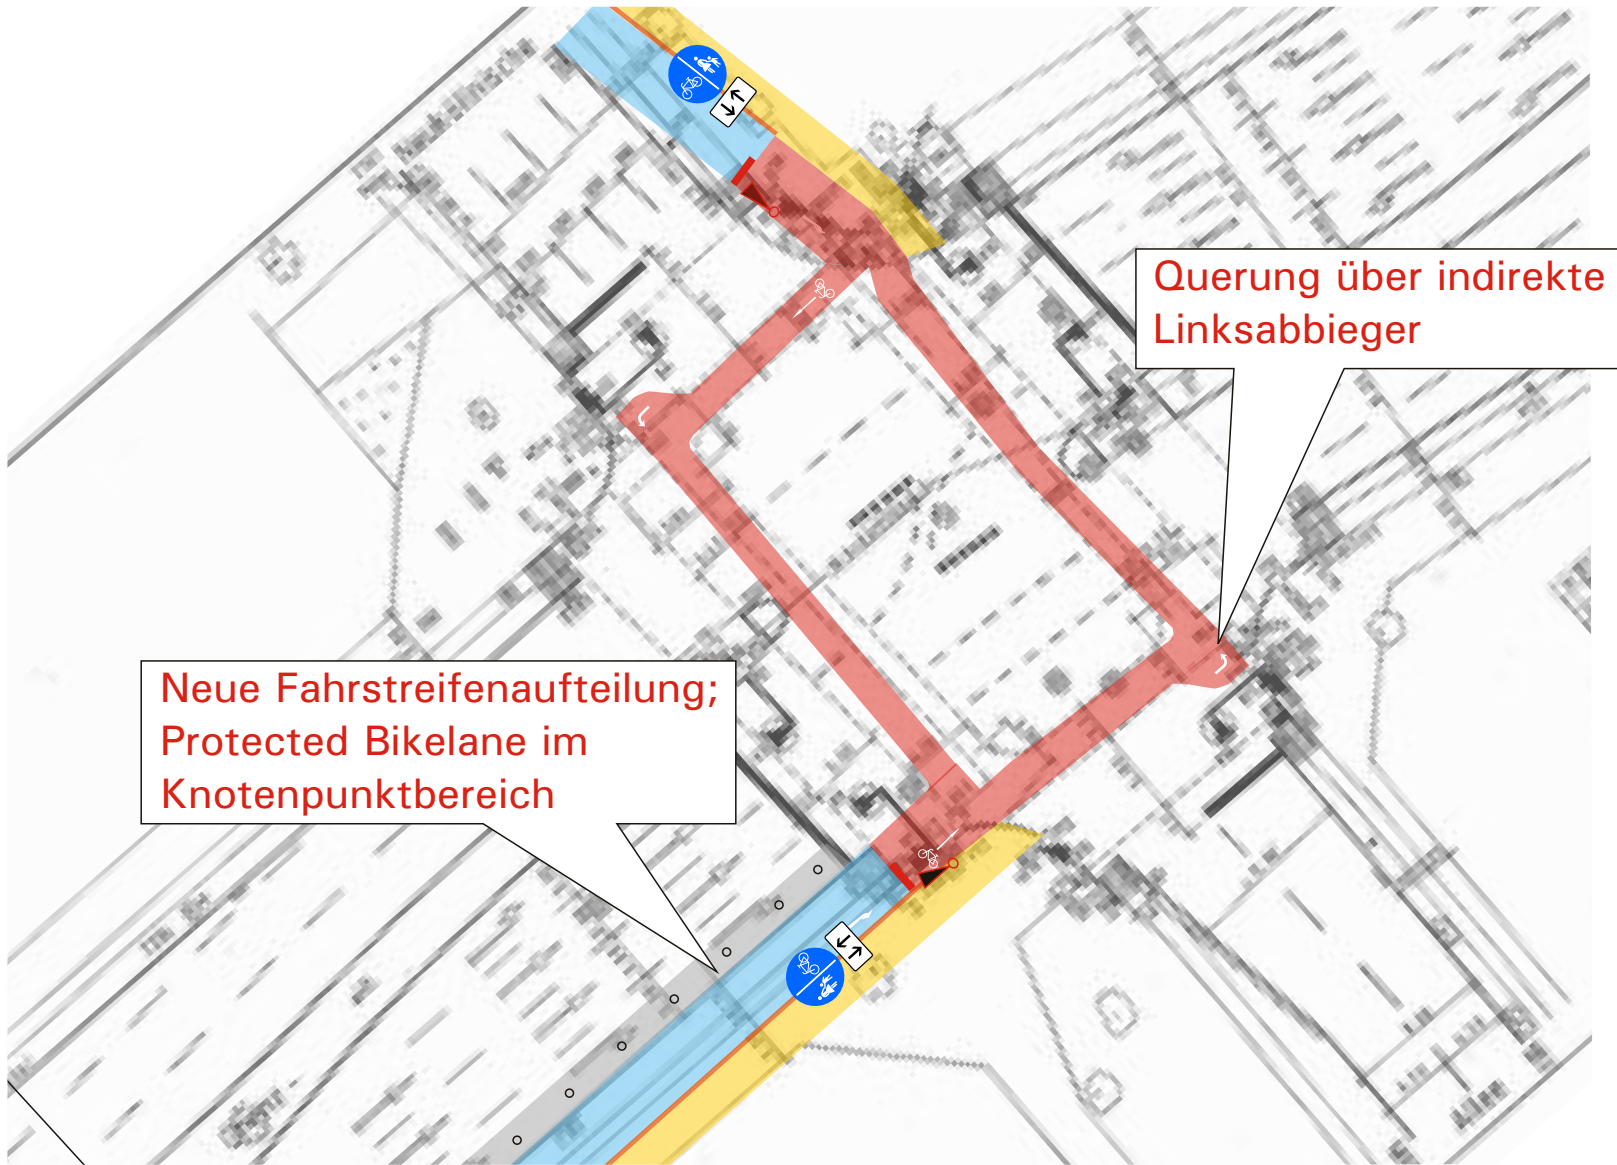 Querung über indirekte
Linksabbieger
Neue Fahrstreifenaufteilung;
Protected Bikelane im
Knotenpunktbereich